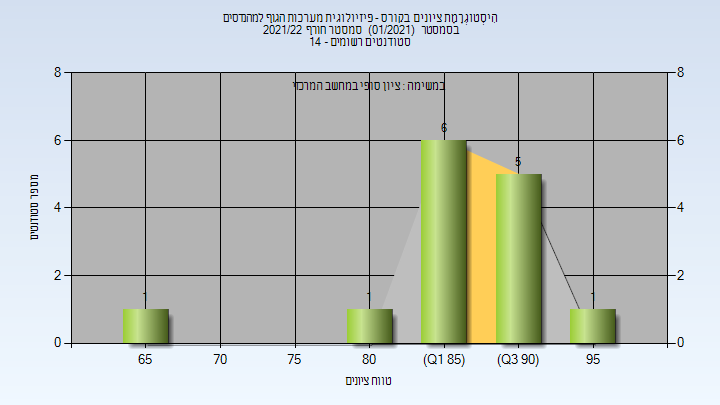 היסטוגרמת ציונים בקורס - פיזיולוגית מערכות הגוף למהנדסים
בסמסטר (01/2021) סמסטר חורף 2021/22
סטודנטים רשומים - 14
במשימה : ציון סופי במחשב המרכזי
8 8
6 6
4 4
2 2
0 0
6
5
1 1 1
מספר סטודנטים
65 70 75 80 (Q1 85) (Q3 90) 95
טווח ציונים